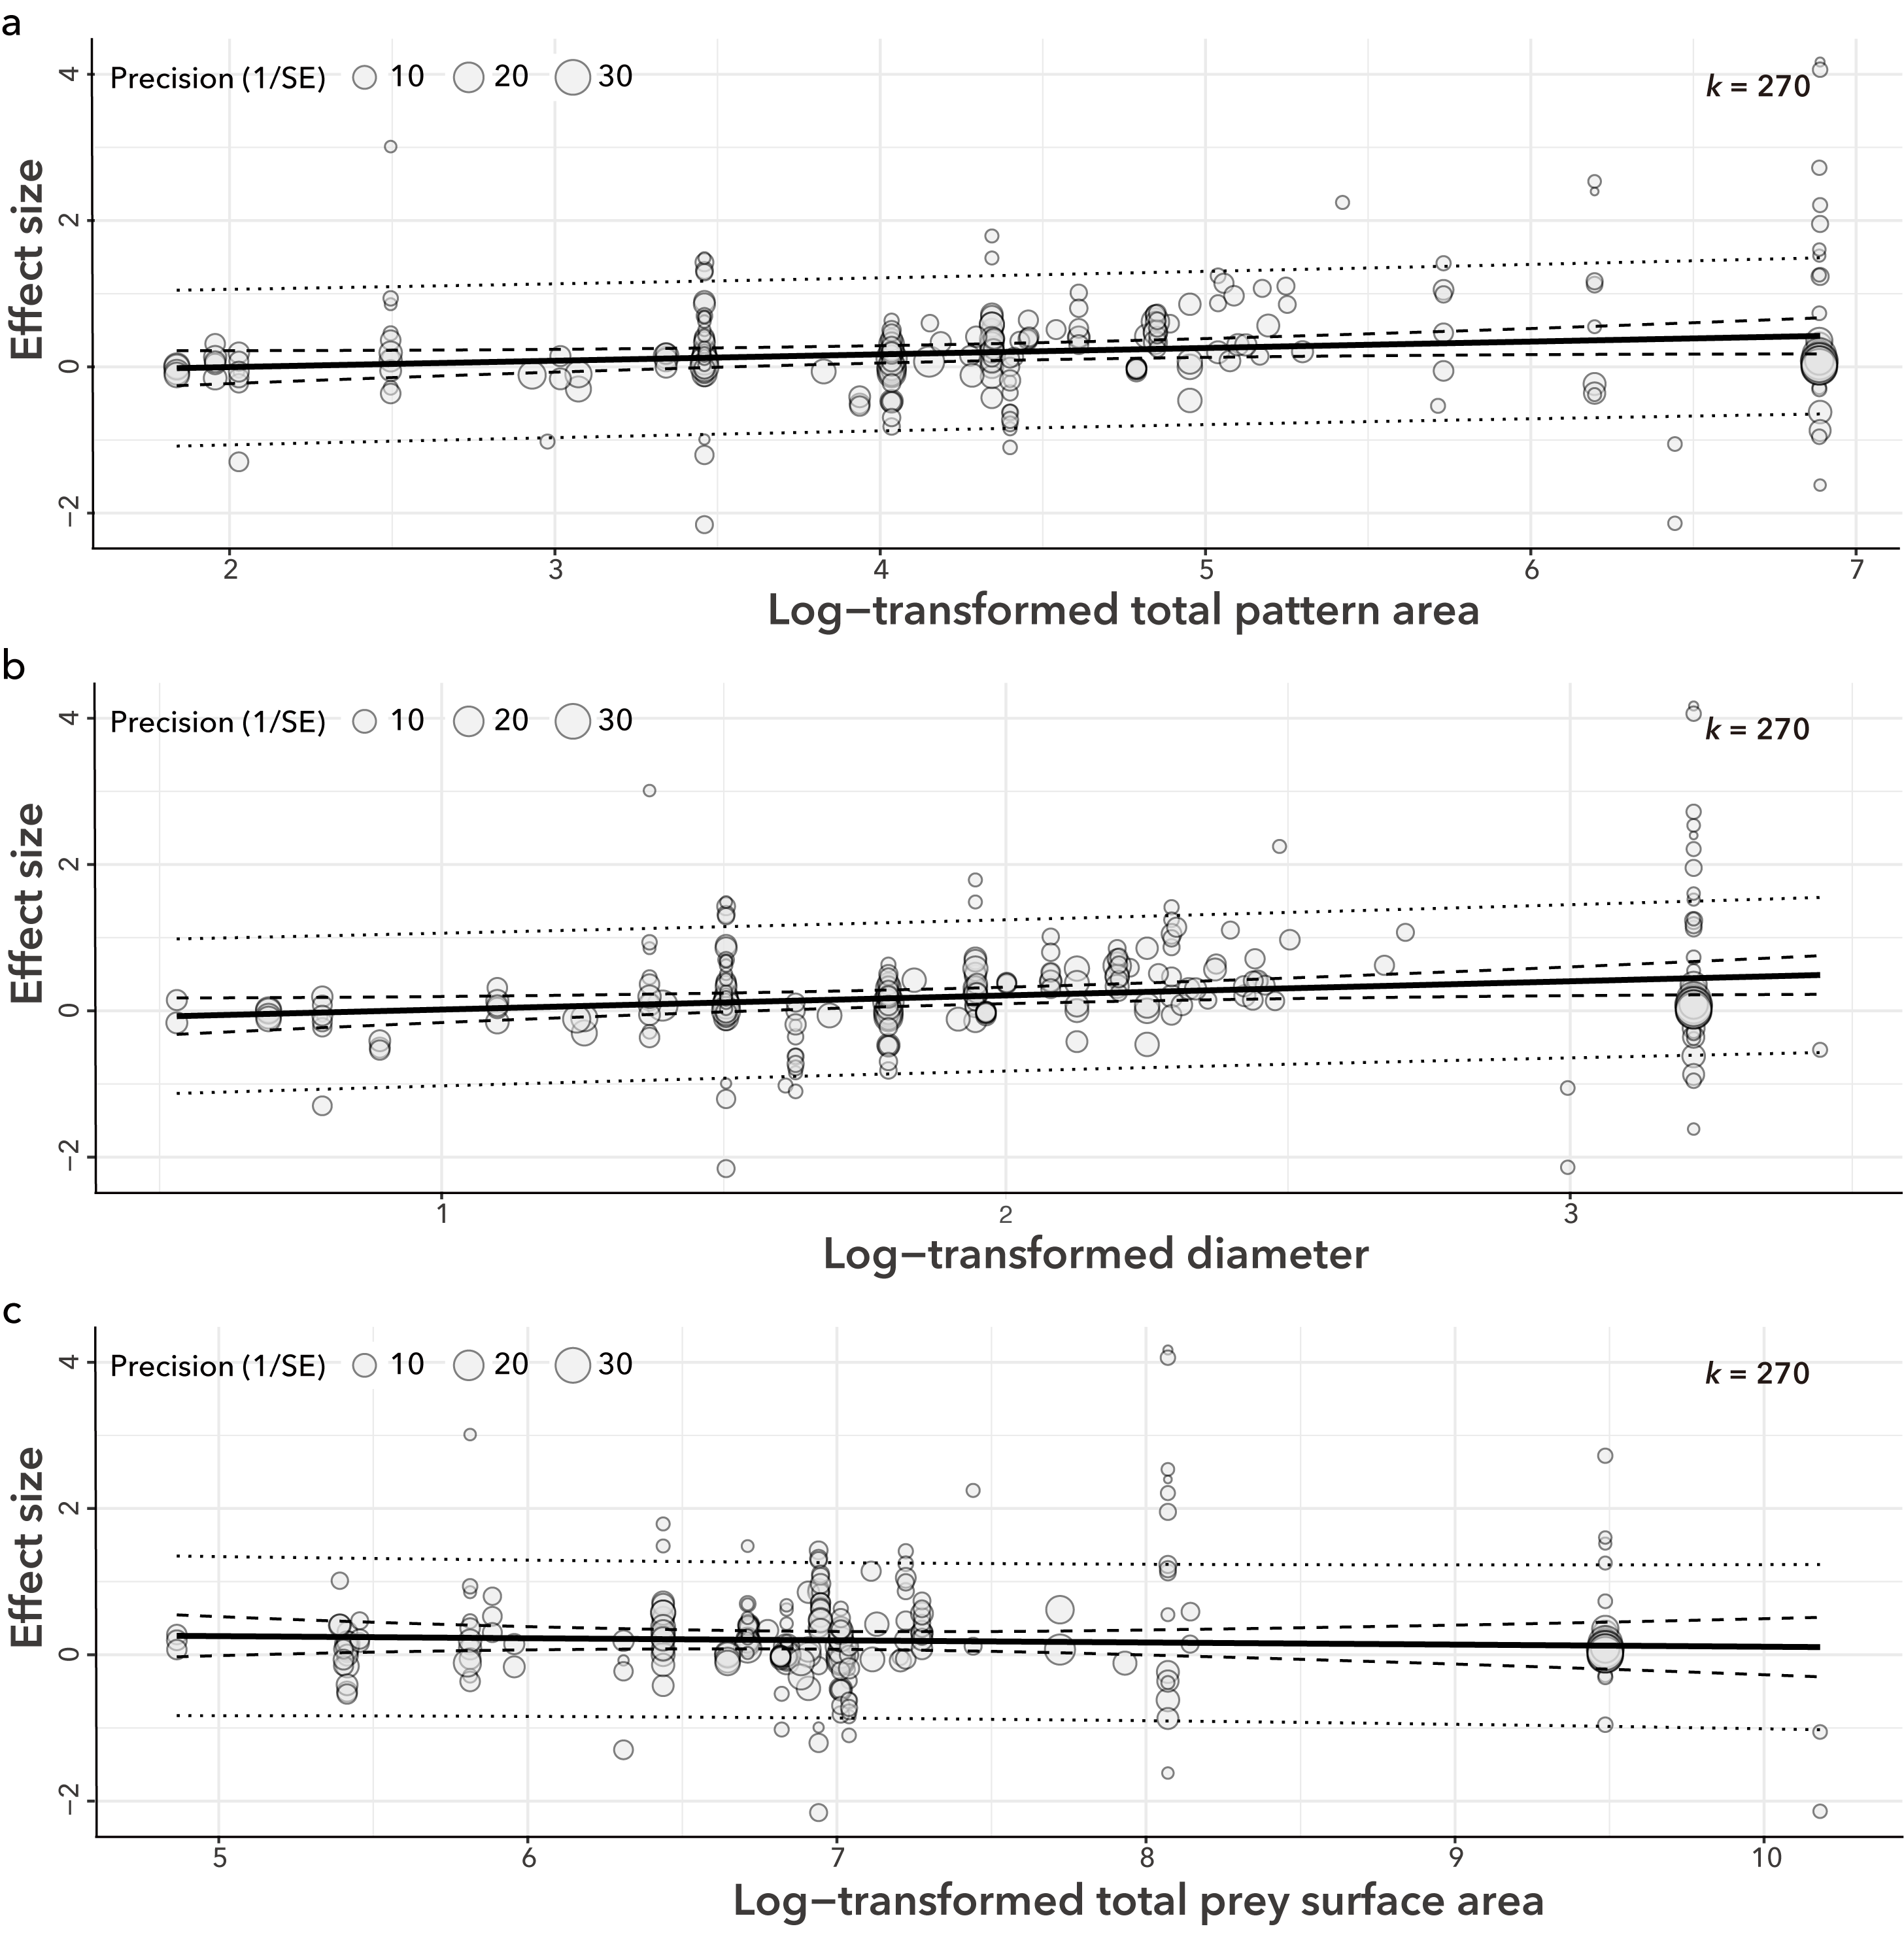 a
Precision (1/SE) 10 20 30
k = 270
4
2
0
−2
Effect size
2 3 4 5 6 7
Log−transformed total pattern area
b
Precision (1/SE) 10 20 30
k = 270
4
2
0
−2
Effect size
1 2 3
Log−transformed diameter
c
Precision (1/SE) 10 20 30
k = 270
4
2
0
−2
Effect size
5 6 7 8 9 10
Log−transformed total prey surface area